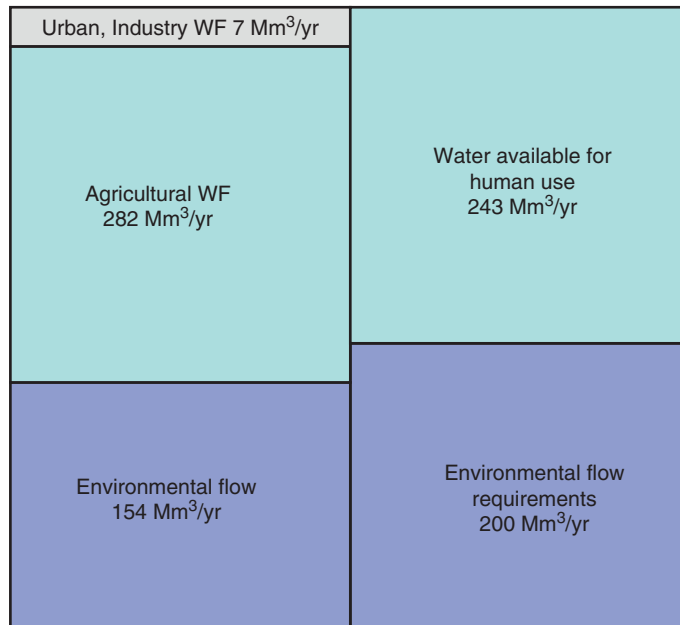 Urban, Industry WF 7 Mm³/yr
Agricultural WF
282 Mm³/yr
Environmental flow
154 Mm³/yr
Water available for
human use
243 Mm³/yr
Environmental flow
requirements
200 Mm³/yr